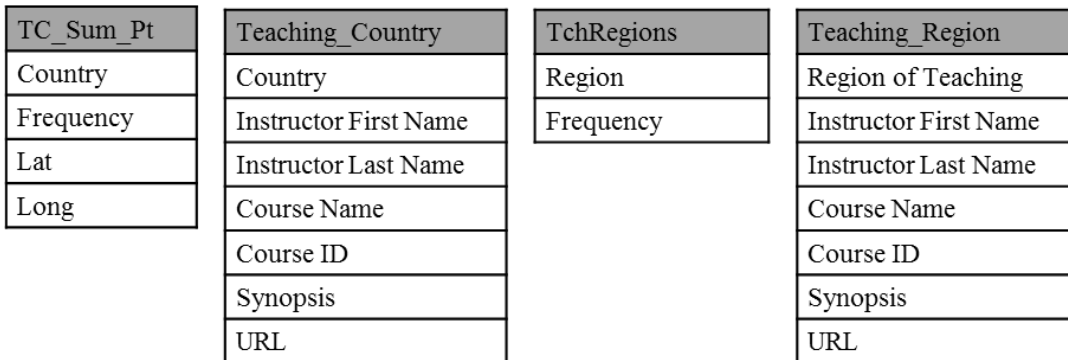 TC_Sum_Pt
Country
Frequency
Lat
Long
Teaching_Country
Country
Instructor First Name
Instructor Last Name
Course Name
Course ID
Synopsis
URL
TchRegions
Region
Frequency
Teaching_Region
Region of Teaching
Instructor First Name
Instructor Last Name
Course Name
Course ID
Synopsis
URL